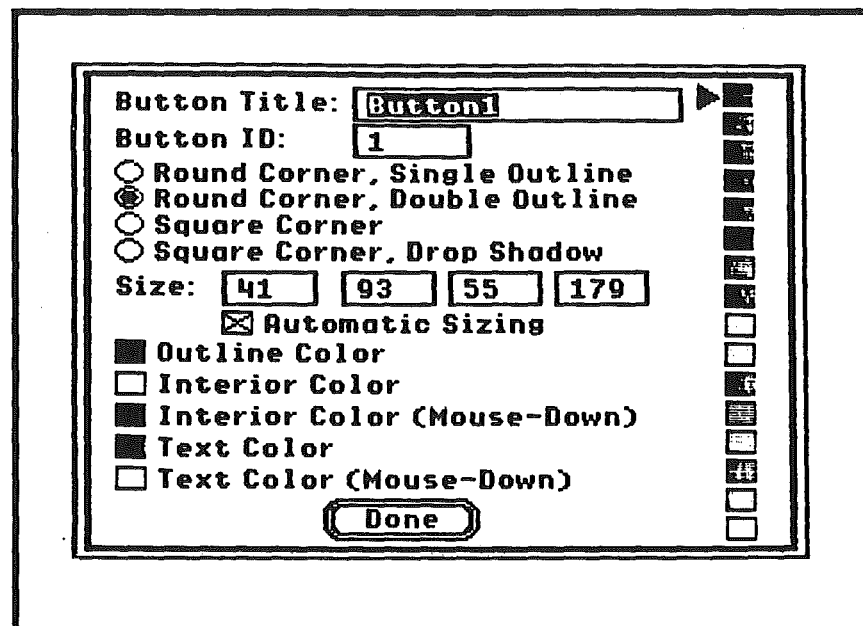 Button Title: Button1
Button ID: 1
Round Corner, Single Outline
Round Corner, Double Outline
Square Corner
Square Corner, Drop Shadow
Size: 41 93 55 179
Automatic Sizing
Outline Color
Interior Color
Interior Color (Mouse-Down)
Text Color
Text Color (Mouse-Down)
Done